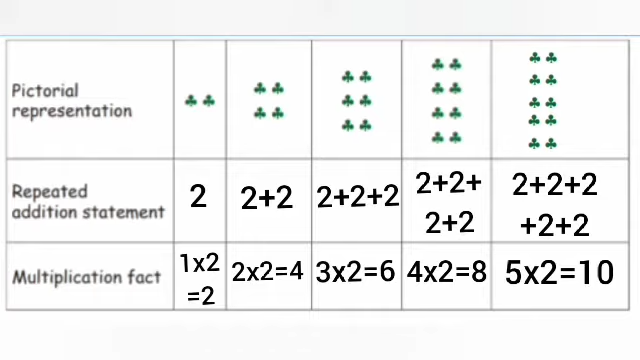 Pictorial
representation
Repeated
addition statement
2
2+2
2+2+2
2+2+
2+2
2+2+2
+2+2
Multiplication fact
1x2
=2
2x2=4
3x2=6
4x2=8
5x2=10